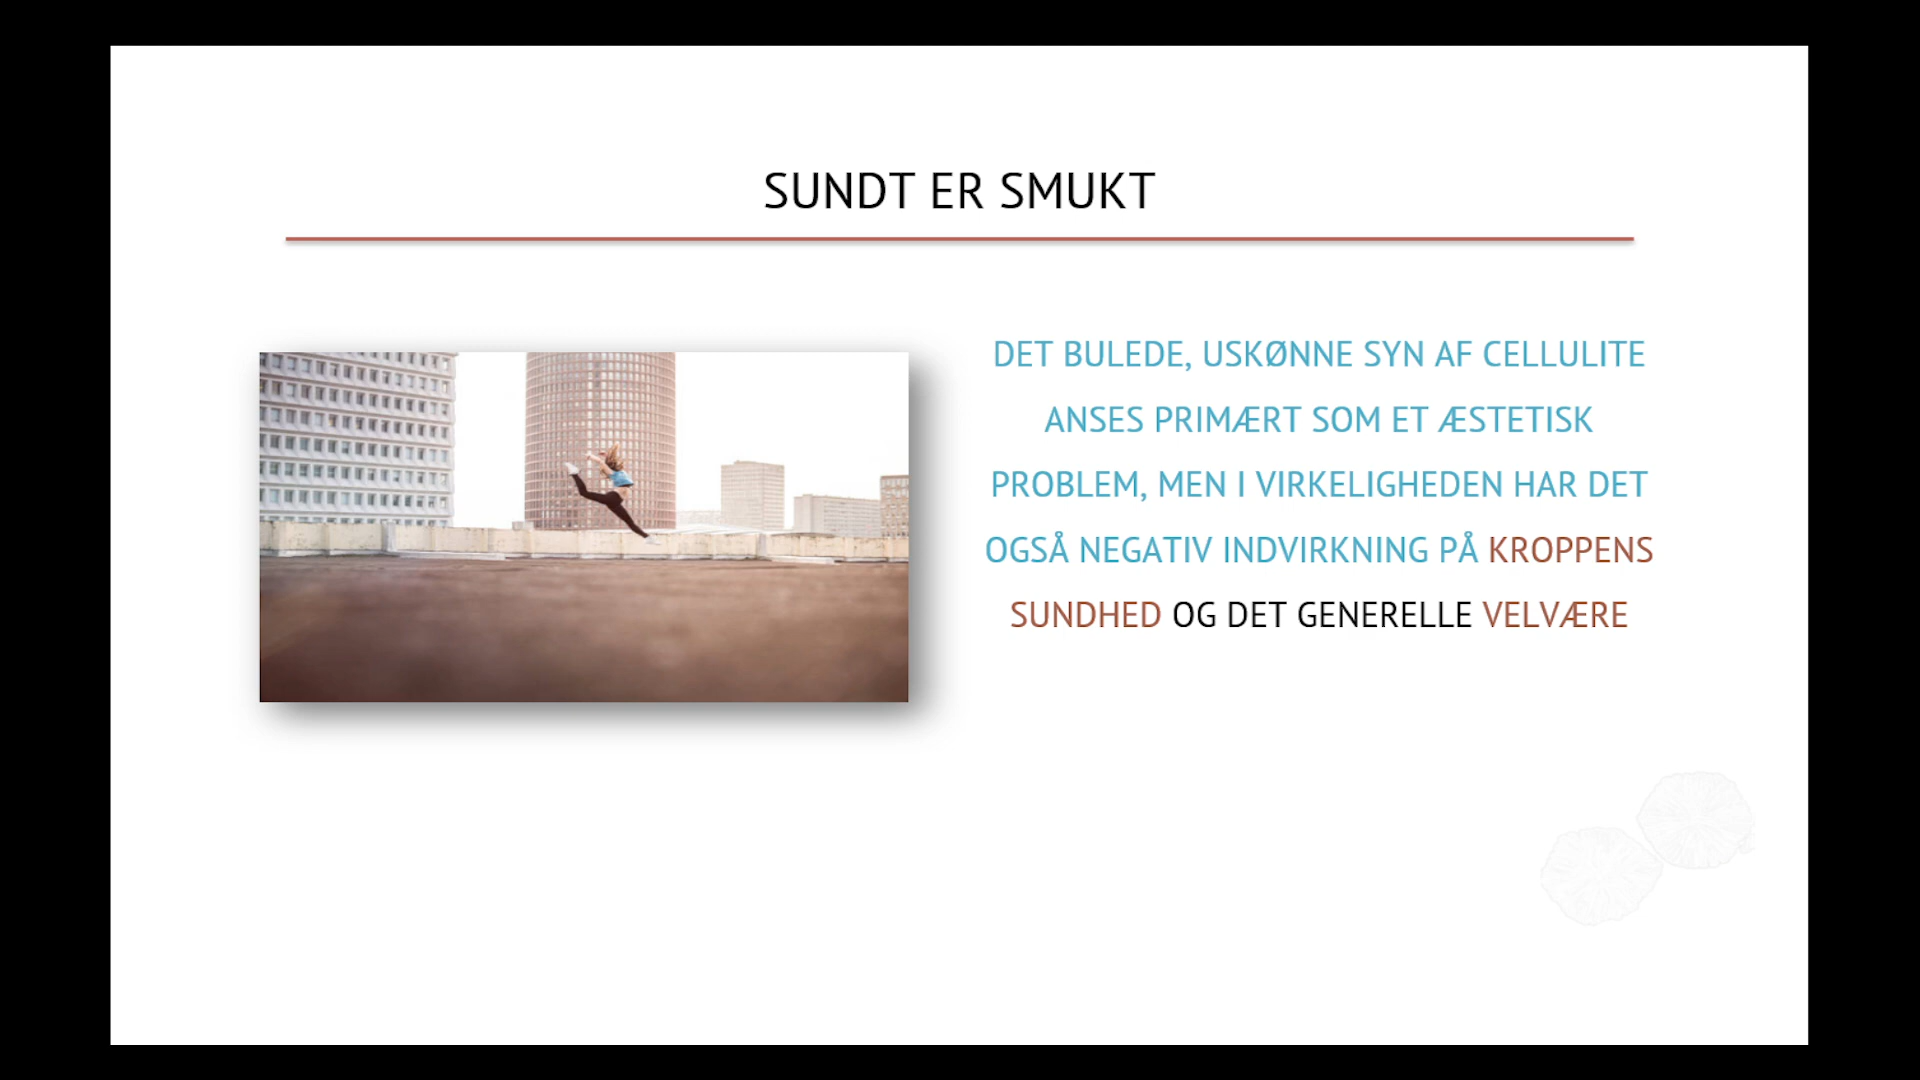 SUNDT ER SMUKT
DET BULEDE, USKØNNE SYN AF CELLULITE
ANSES PRIMÆRT SOM ET ÆSTETISK
PROBLEM, MEN I VIRKELIGHEDEN HAR DET
OGSÅ NEGATIV INDVIRKNING PÅ KROPPENS
SUNDHED OG DET GENERELLE VELVÆRE